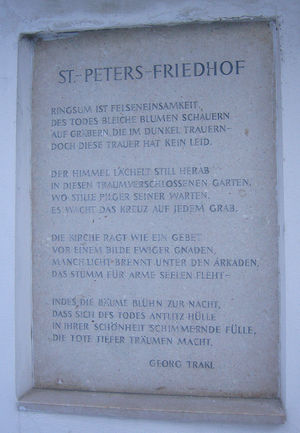 ST.-PETERS-FRIEDHOF
RINGSUM IST FELSENEINSAMKEIT.
DES TODES BLEICHE BLUMEN SCHAUERN
AUF GRÄBERN, DIE IM DUNKEL TRAUERN-
DOCH DIESE TRAUER HAT KEIN LEID.
DER HIMMEL LÄCHELT STILL HERAB
IN DIESEN TRAUMVERSCHLOSSENEN GARTEN,
WO STILLE PILGER SEINER WARTEN.
ES WACHT DAS KREUZ AUF JEDEM GRAB.
DIE KIRCHE RAGT WIE EIN GEBET
VOR EINEM BILDE EWIGER GNADEN,
MANCH LICHT BRENNT UNTER DEN ARKADEN,
DAS STUMM FÜR ARME SEELEN FLEHT-
INDES DIE BÄUME BLÜHN ZUR NACHT,
DASS SICH DES TODES ANTLITZ HÜLLE
IN IHRER SCHÖNHEIT SCHIMMERNDE FÜLLE,
DIE TOTE TIEFER TRÄUMEN MACHT.
GEORG TRAKL